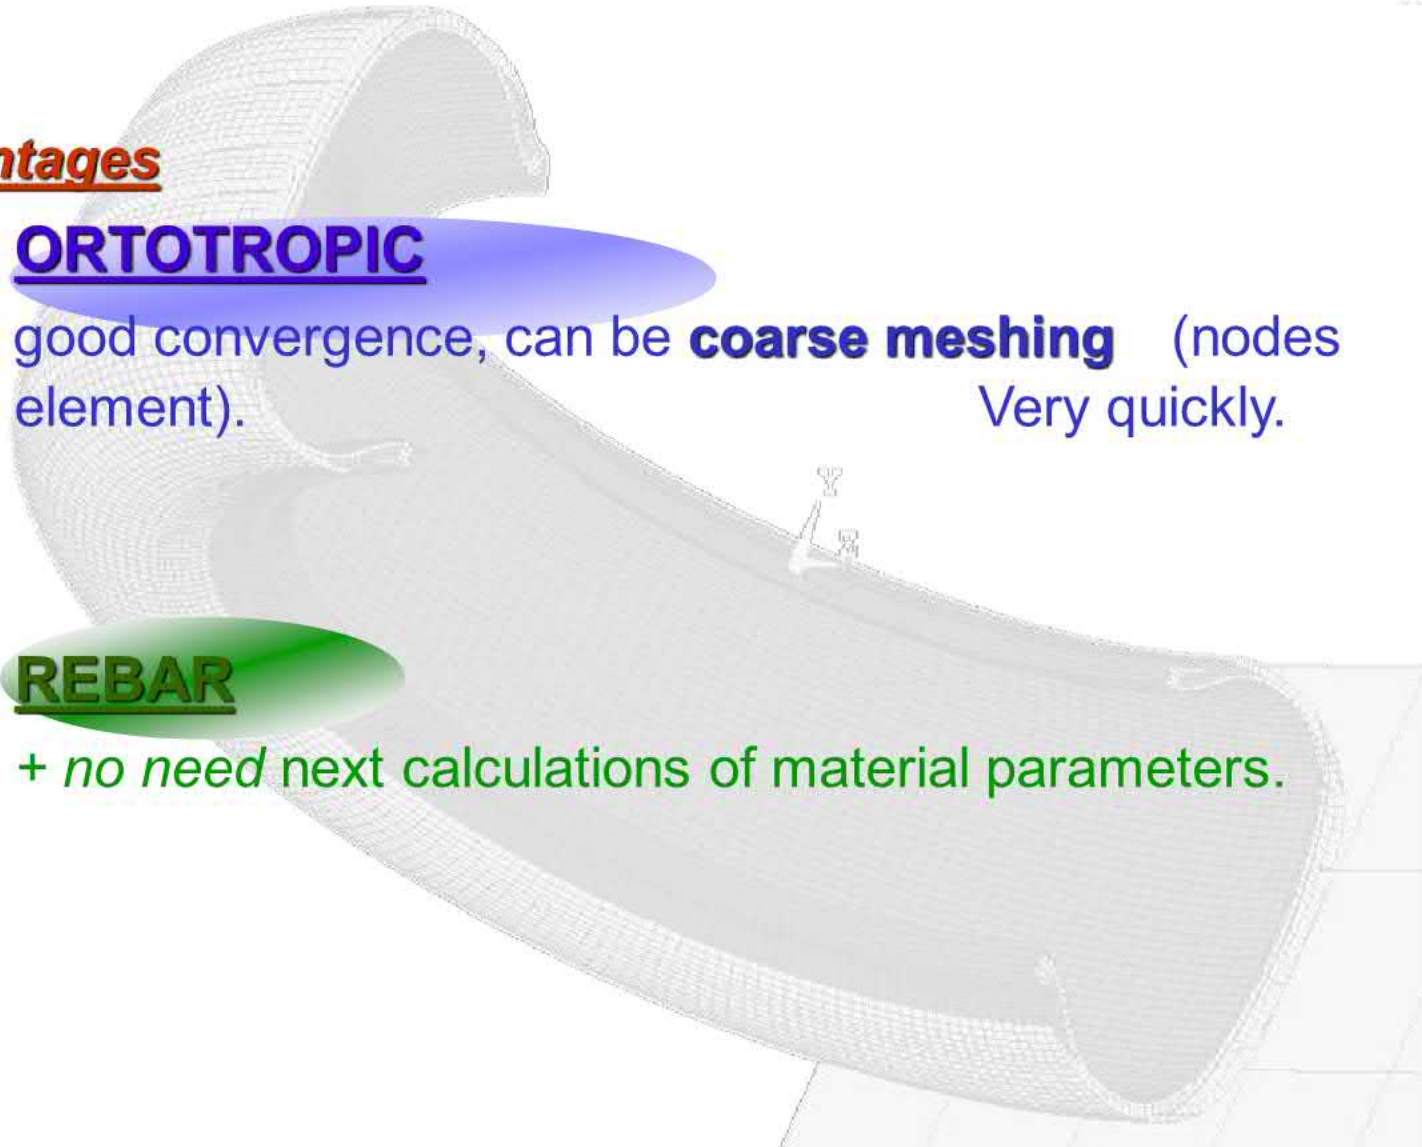 ntages
ORTOTROPIC
good convergence, can be coarse meshing (nodes
element). Very quickly.
Y
REBAR
+ no need next calculations of material parameters.